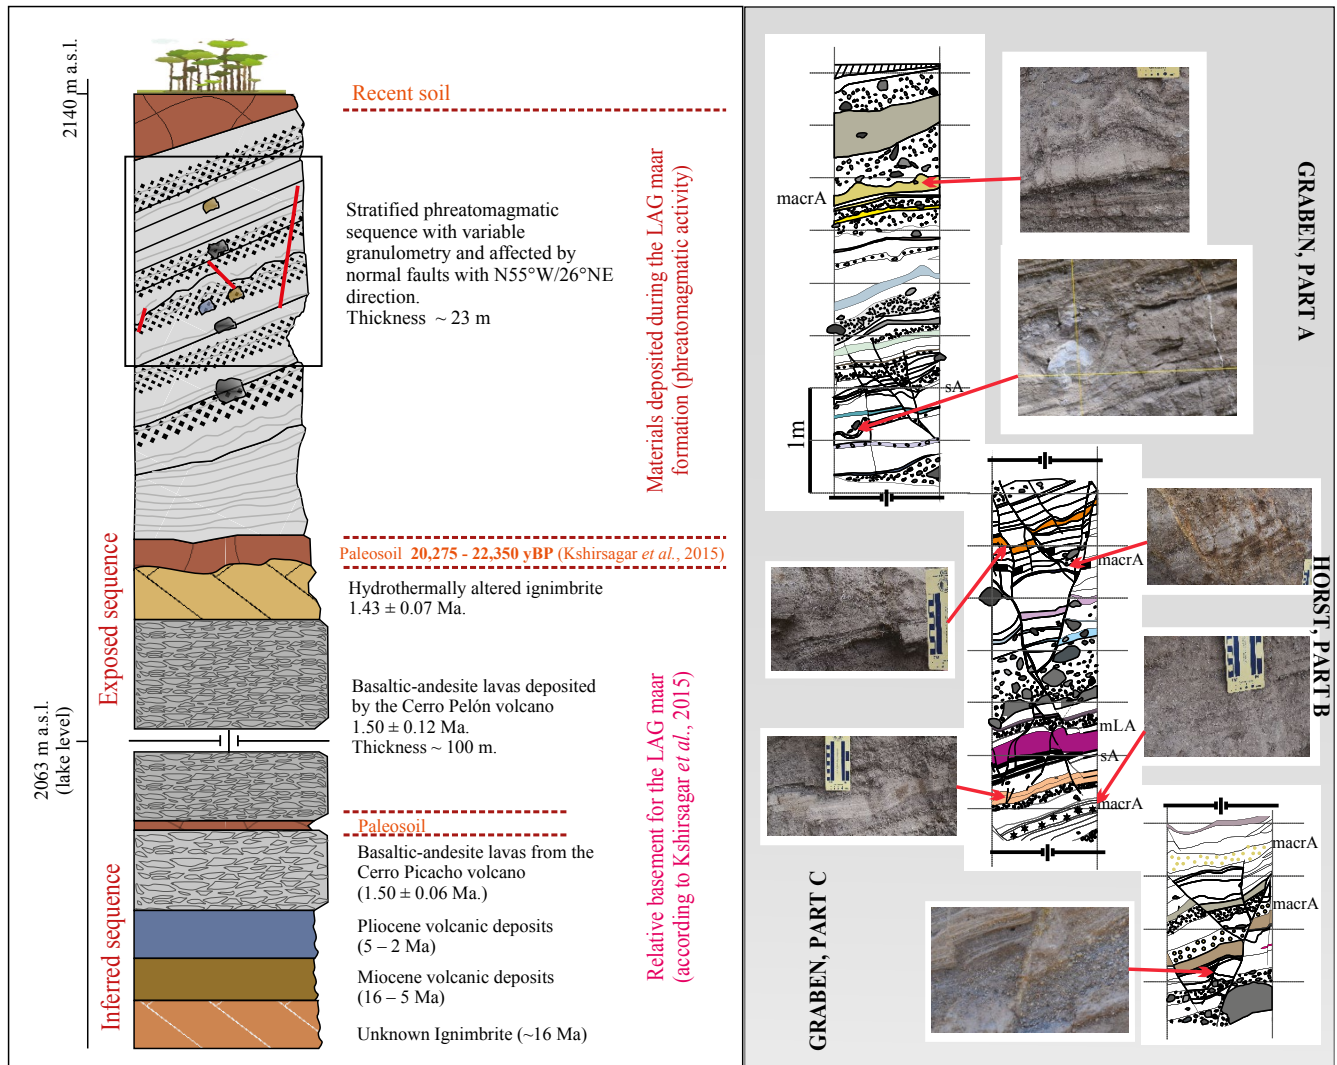 2140 m a.s.l.
Recent soil
Stratified phreatomagmatic
sequence with variable
granulometry and affected by
normal faults with N55°W/26°NE
direction.
Thickness ~ 23 m
Materials deposited during the LAG maar
formation (phreatomagmatic activity)
Paleosoil 20,275 - 22,350 yBP (Kshirsagar et al., 2015)
Hydrothermally altered ignimbrite
1.43 ± 0.07 Ma.
Exposed sequence
Basaltic-andesite lavas deposited
by the Cerro Pelón volcano
1.50 ± 0.12 Ma.
Thickness ~ 100 m.
2063 m a.s.l.
(lake level)
Paleosoil
Basaltic-andesite lavas from the
Cerro Picacho volcano
(1.50 ± 0.06 Ma.)
Relative basement for the LAG maar
(according to Kshirsagar et al., 2015)
Inferred sequence
Pliocene volcanic deposits
(5 – 2 Ma)
Miocene volcanic deposits
(16 – 5 Ma)
Unknown Ignimbrite (~16 Ma)
GRABEN, PART A
macrA
sA
1m
HORST, PART B
macrA
mLA
sA
macrA
GRABEN, PART C
macrA
macrA